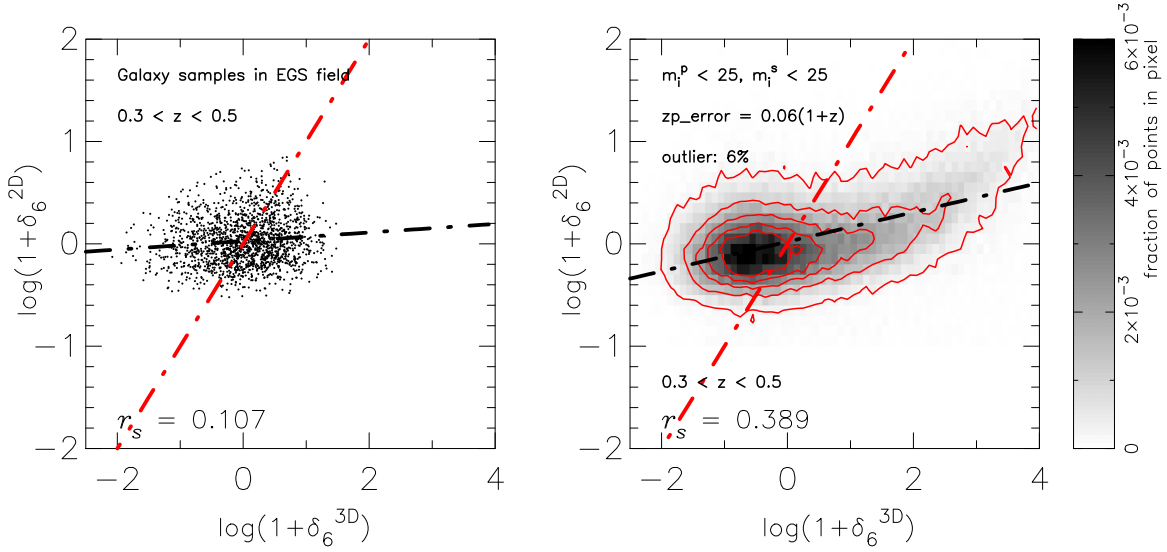 Galaxy samples in EGS field
0.3 < z < 0.5
r_s = 0.107
log(1+δ_6^2D)
2
1
0
−1
−2
−2
0
2
4
log(1+δ_6^3D)
m_i^p < 25, m_i^s < 25
zp_error = 0.06(1+z)
outlier: 6%
0.3 < z < 0.5
r_s = 0.389
log(1+δ_6^2D)
2
1
0
−1
−2
−2
0
2
4
log(1+δ_6^3D)
6×10^−3
4×10^−3
2×10^−3
0
fraction of points in pixel